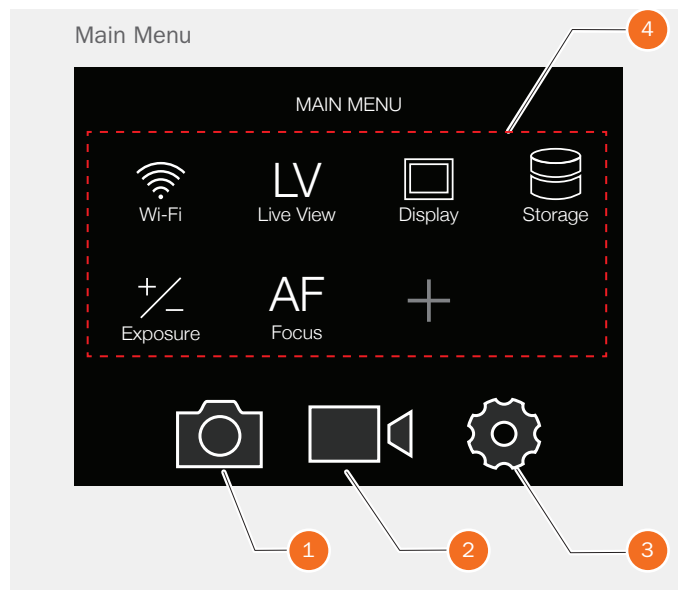 Main Menu
4
MAIN MENU
Wi-Fi
LV
Live View
Display
Storage
+/−
Exposure
AF
Focus
+
1
2
3